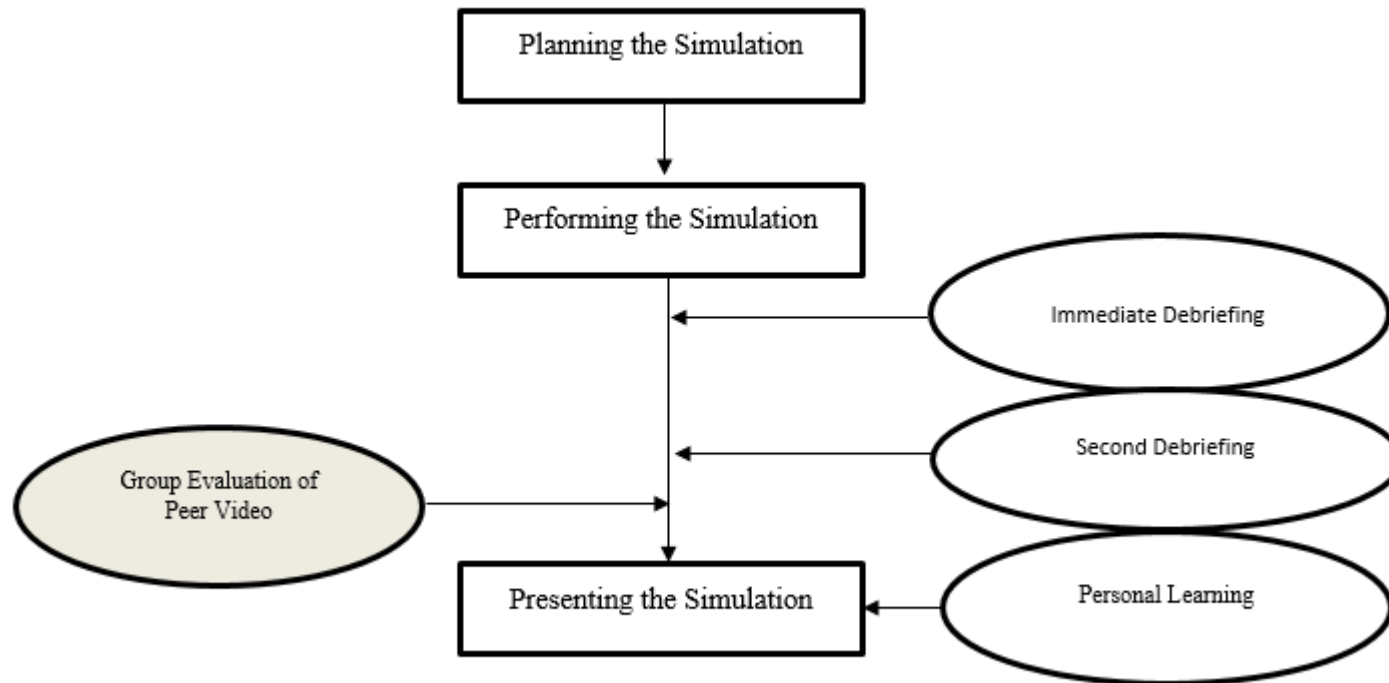 Planning the Simulation
Performing the Simulation
Immediate Debriefing
Second Debriefing
Group Evaluation of
Peer Video
Presenting the Simulation
Personal Learning